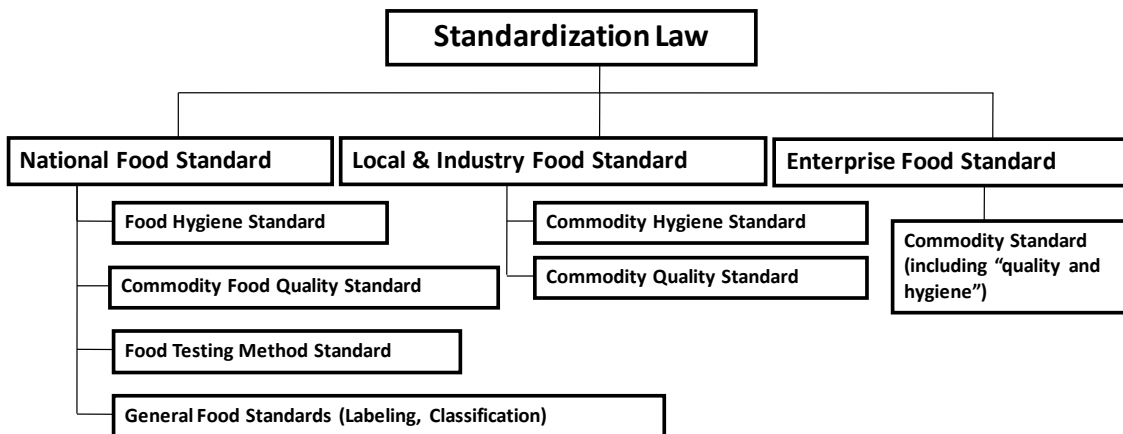 Standardization Law
National Food Standard
Local & Industry Food Standard
Enterprise Food Standard
Food Hygiene Standard
Commodity Food Quality Standard
Food Testing Method Standard
General Food Standards (Labeling, Classification)
Commodity Hygiene Standard
Commodity Quality Standard
Commodity Standard
(including “quality and
hygiene”)